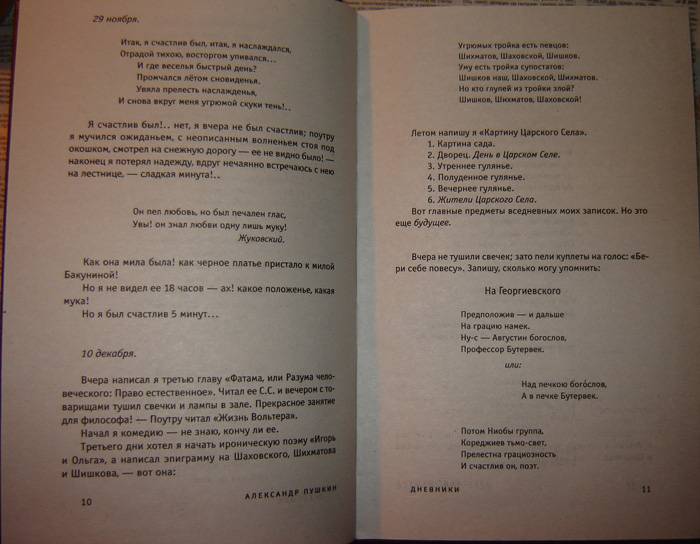 29 ноября.
Итак, я счастлив был, итак, я наслаждался,
Отрадой тихою, восторгом упивался...
И где веселья быстрый день?
Промчался лётом сновиденья,
Увяла прелесть наслажденья,
И снова вкруг меня угрюмой скуки тень!..
Я счастлив был!.. нет, я вчера не был счастлив; поутру
я мучился ожиданьем, с неописанным волненьем стоя под
окошком, смотрел на снежную дорогу — ее не видно было! —
наконец я потерял надежду, вдруг нечаянно встречаюсь с нею
на лестнице, — сладкая минута!..
Он пел любовь, но был печален глас,
Увы! он знал любви одну лишь муку!
Жуковский.
Как она мила была! как черное платье пристало к милой
Бакуниной!
Но я не видел ее 18 часов — ах! какое положенье, какая
мука!
Но я был счастлив 5 минут...
10 декабря.
Вчера написал я третью главу «Фатама, или Разума чело-
веческого: Право естественное». Читал ее С.С. и вечером с то-
варищами тушил свечки и лампы в зале. Прекрасное занятие
для философа! — Поутру читал «Жизнь Вольтера».
Начал я комедию — не знаю, кончу ли ее.
Третьего дни хотел я начать ироническую поэму «Игорь
и Ольга», а написал эпиграмму на Шаховского, Шихматова
и Шишкова, — вот она:
10
АЛЕКСАНДР ПУШКИН
Угрюмых тройка есть певцов:
Шихматов, Шаховской, Шишков.
Уму есть тройка супостатов:
Шишков наш, Шаховской, Шихматов.
Но кто глупей из тройки злой?
Шишков, Шихматов, Шаховской!
Летом напишу я «Картину Царского Села».
1. Картина сада.
2. Дворец. День в Царском Селе.
3. Утреннее гулянье.
4. Полуденное гулянье.
5. Вечернее гулянье.
6. Жители Царского Села.
Вот главные предметы вседневных моих записок. Но это
еще будущее.
Вчера не тушили свечек; зато пели куплеты на голос: «Бе-
ри себе повесу». Запишу, сколько могу упомнить:
На Георгиевского
Предположив — и дальше
На грацию намек.
Ну-с — Августин богослов,
Профессор Бутервек.
или:
Над печкою богослов,
А в печке Бутервек.
Потом Ниобы группа,
Кореджиев тьмо-свет,
Прелестна грациозность
И счастлив он, поэт.
ДНЕВНИКИ
11